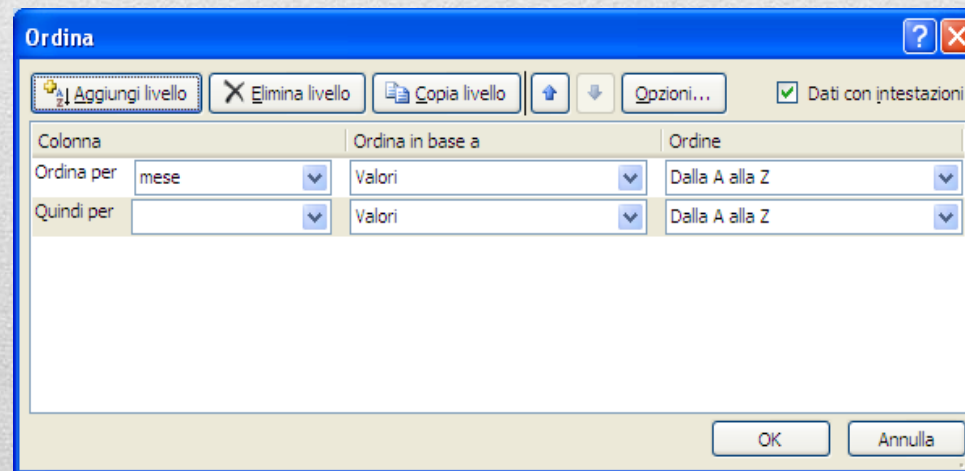 Ordina
Aggiungi livello Elimina livello Copia livello Opzioni... Dati con intestazioni
Colonna Ordina in base a Ordine
Ordina per mese Valori Dalla A alla Z
Quindi per Valori Dalla A alla Z
OK Annulla